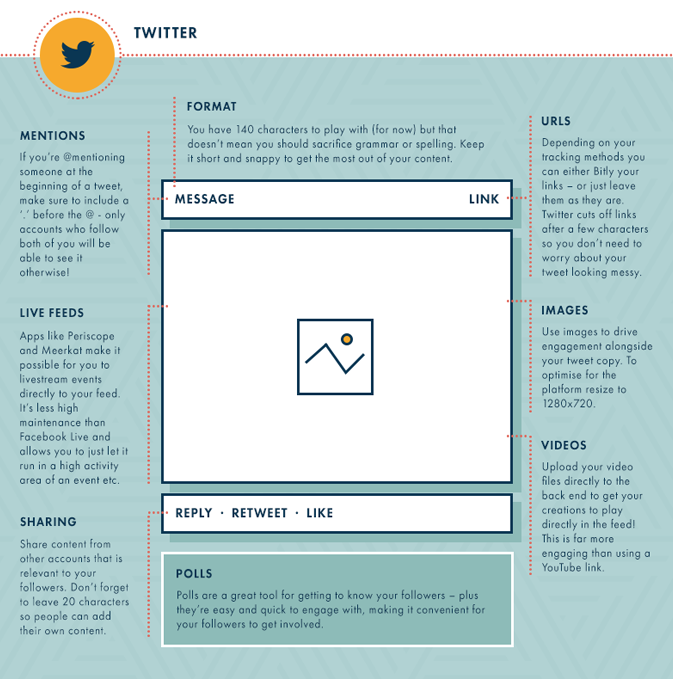 TWITTER
FORMAT
You have 140 characters to play with (for now) but that
doesn't mean you should sacrifice grammar or spelling. Keep
it short and snappy to get the most out of your content.
MENTIONS
If you're @mentioning
someone at the
beginning of a tweet,
make sure to include a
'.' before the @ - only
accounts who follow
both of you will be
able to see it
otherwise!
LIVE FEEDS
Apps like Periscope
and Meerkat make it
possible for you to
livestream events
directly to your feed.
It's less high
maintenance than
Facebook Live and
allows you to just let it
run in a high activity
area of an event etc.
SHARING
Share content from
other accounts that is
relevant to your
followers. Don't forget
to leave 20 characters
so people can add
their own content.
MESSAGE LINK
REPLY · RETWEET · LIKE
POLLS
Polls are a great tool for getting to know your followers – plus
they're easy and quick to engage with, making it convenient for
your followers to get involved.
URLS
Depending on your
tracking methods you
can either Bitly your
links – or just leave
them as they are.
Twitter cuts off links
after a few characters
so you don't need to
worry about your
tweet looking messy.
IMAGES
Use images to drive
engagement alongside
your tweet copy. To
optimise for the
platform resize to
1280x720.
VIDEOS
Upload your video
files directly to the
back end to get your
creations to play
directly in the feed!
This is far more
engaging than using a
YouTube link.